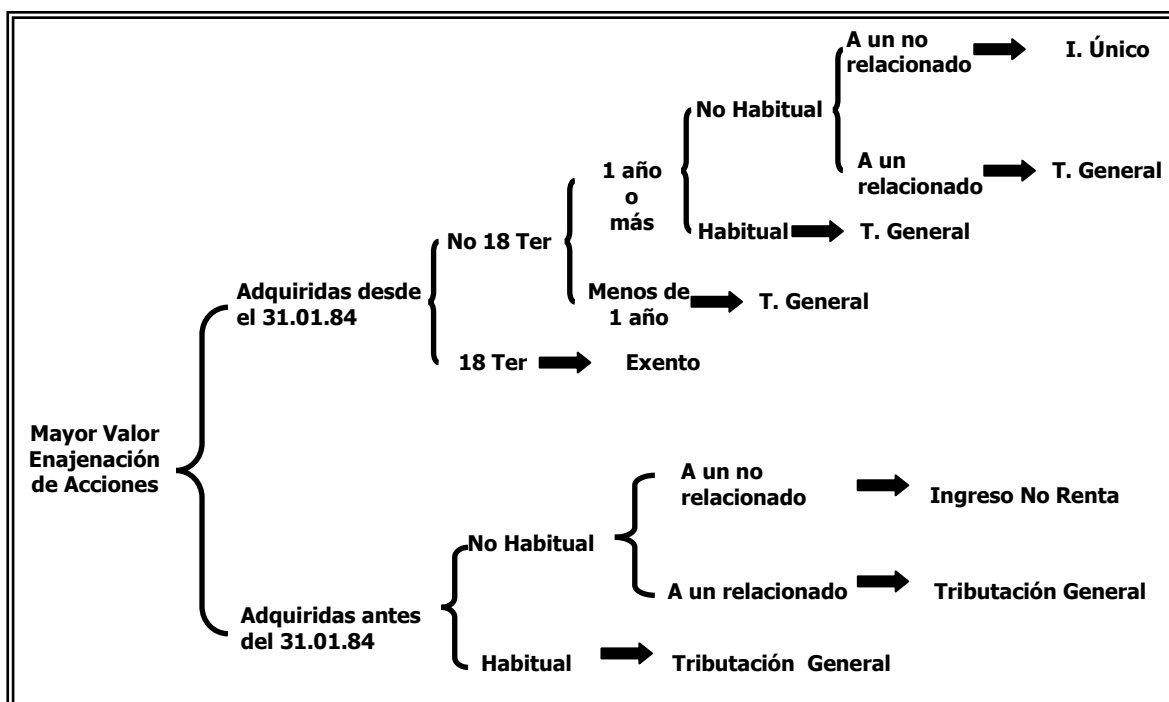 A un no
relacionado
I. Único
No Habitual
A un
relacionado
T. General
1 año
o
más
Habitual
T. General
No 18 Ter
Menos de
1 año
T. General
Adquiridas desde
el 31.01.84
18 Ter
Exento
Mayor Valor
Enajenación
de Acciones
A un no
relacionado
Ingreso No Renta
No Habitual
A un relacionado
Tributación General
Adquiridas antes
del 31.01.84
Habitual
Tributación General